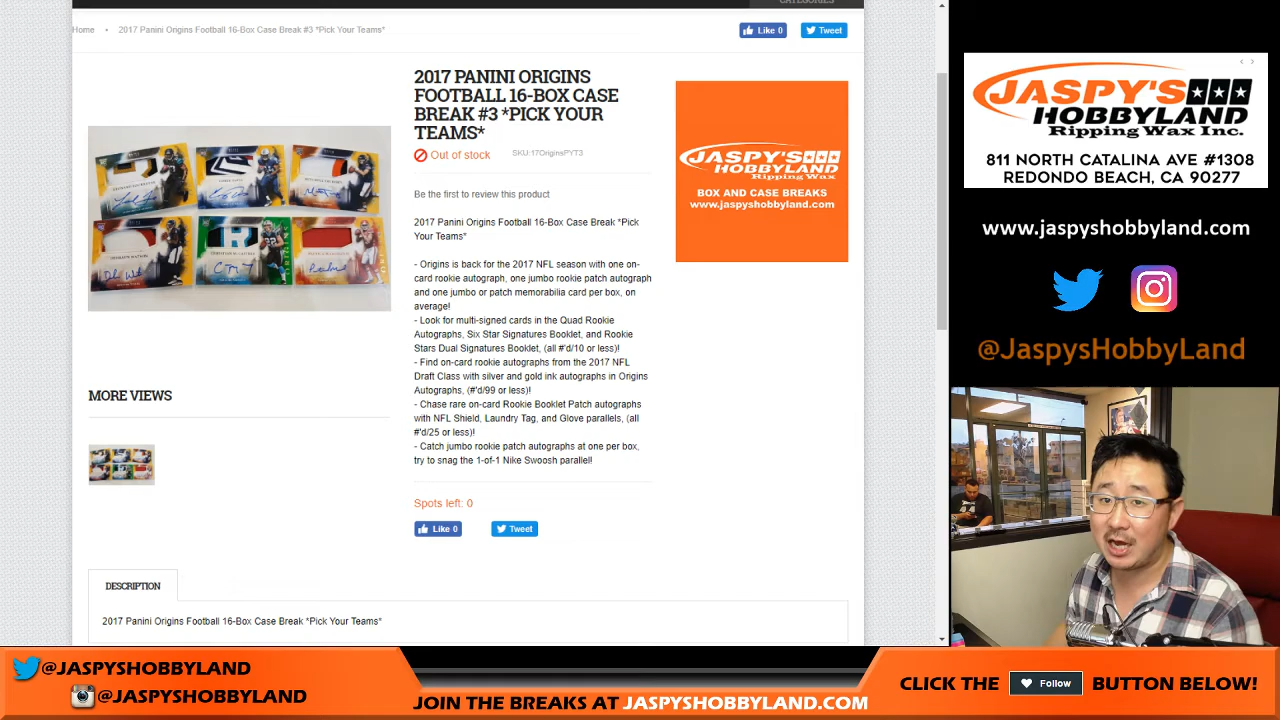 CATEGORIES
Home • 2017 Panini Origins Football 16-Box Case Break #3 *Pick Your Teams*
Like 0
Tweet
2017 PANINI ORIGINS
FOOTBALL 16-BOX CASE
BREAK #3 *PICK YOUR
TEAMS*
Out of stock
SKU:17OriginsPYT3
Be the first to review this product
2017 Panini Origins Football 16-Box Case Break *Pick
Your Teams*
- Origins is back for the 2017 NFL season with one on-
card rookie autograph, one jumbo rookie patch autograph
and one jumbo or patch memorabilia card per box, on
average!
- Look for multi-signed cards in the Quad Rookie
Autographs, Six Star Signatures Booklet, and Rookie
Stars Dual Signatures Booklet, (all #'d/10 or less)!
- Find on-card rookie autographs from the 2017 NFL
Draft Class with silver and gold ink autographs in Origins
Autographs, (#'d/99 or less)!
- Chase rare on-card Rookie Booklet Patch autographs
with NFL Shield, Laundry Tag, and Glove parallels, (all
#'d/25 or less)!
- Catch jumbo rookie patch autographs at one per box,
try to snag the 1-of-1 Nike Swoosh parallel!
Spots left: 0
Like 0
Tweet
MORE VIEWS
DESCRIPTION
2017 Panini Origins Football 16-Box Case Break *Pick Your Teams*
JASPY'S
HOBBYLAND
Ripping Wax
BOX AND CASE BREAKS
www.jaspyshobbyland.com
JASPY'S
HOBBYLAND
Ripping Wax Inc.
811 NORTH CATALINA AVE #1308
REDONDO BEACH, CA 90277
www.jaspyshobbyland.com
@JaspysHobbyLand
@JASPYSHOBBYLAND
@JASPYSHOBBYLAND
JOIN THE BREAKS AT JASPYSHOBBYLAND.COM
CLICK THE Follow BUTTON BELOW!